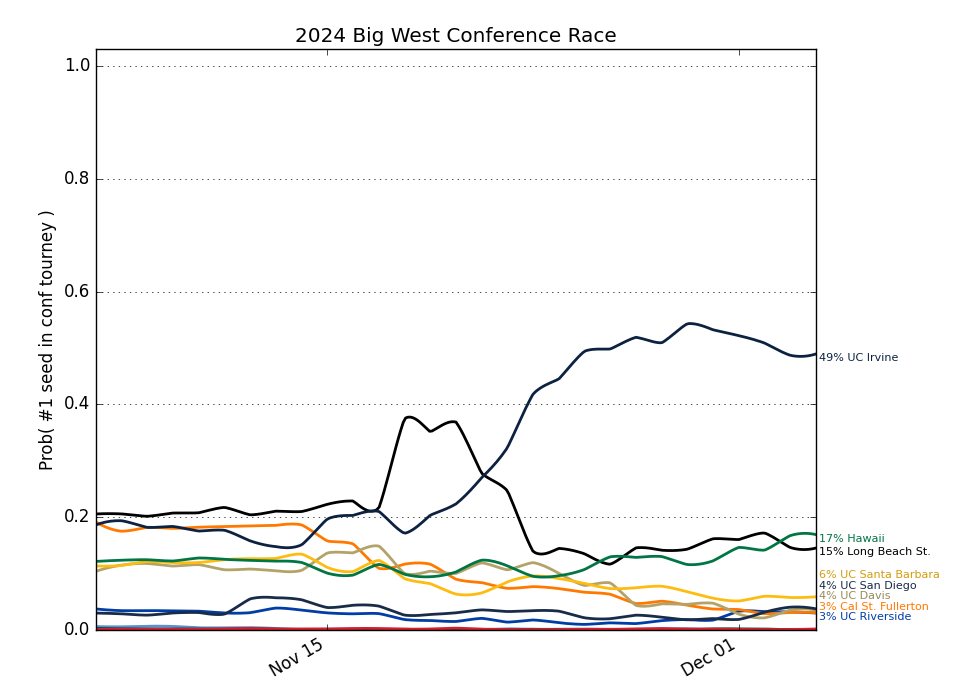 2024 Big West Conference Race
Prob( #1 seed in conf tourney )
1.0
0.8
0.6
0.4
0.2
0.0
Nov 15
Dec 01
49% UC Irvine
17% Hawaii
15% Long Beach St.
6% UC Santa Barbara
4% UC San Diego
4% UC Davis
3% Cal St. Fullerton
3% UC Riverside